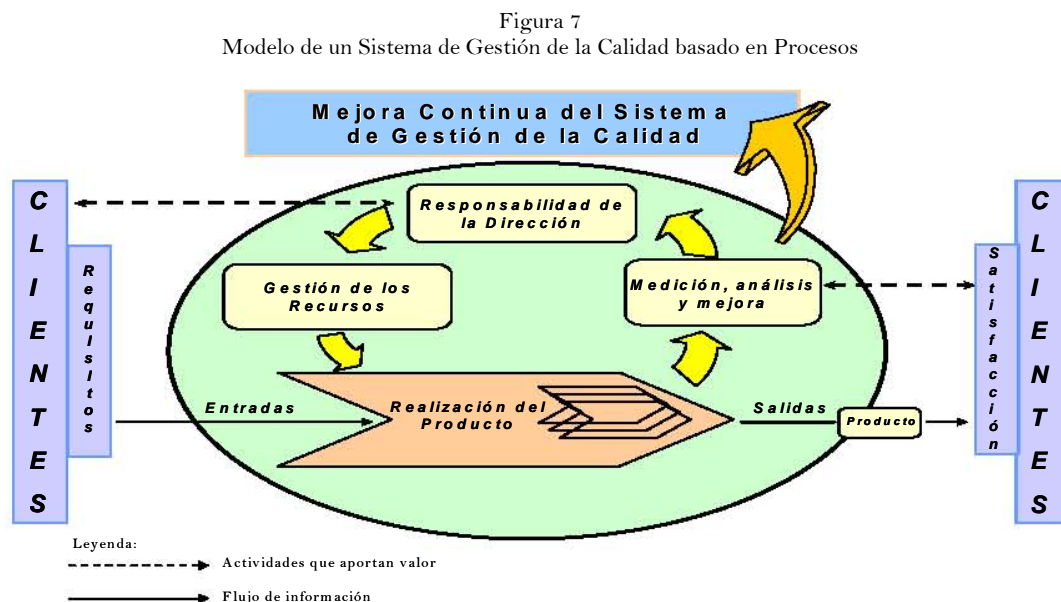 Figura 7
Modelo de un Sistema de Gestión de la Calidad basado en Procesos
Mejora Continua del Sistema
de Gestión de la Calidad
CLIENTES
Requisitos
Responsabilidad de
la Dirección
Gestión de los
Recursos
Medición, análisis
y mejora
Entradas
Realización del
Producto
Salidas
Producto
Satisfacción
CLIENTES
Leyenda:
Actividades que aportan valor
Flujo de información